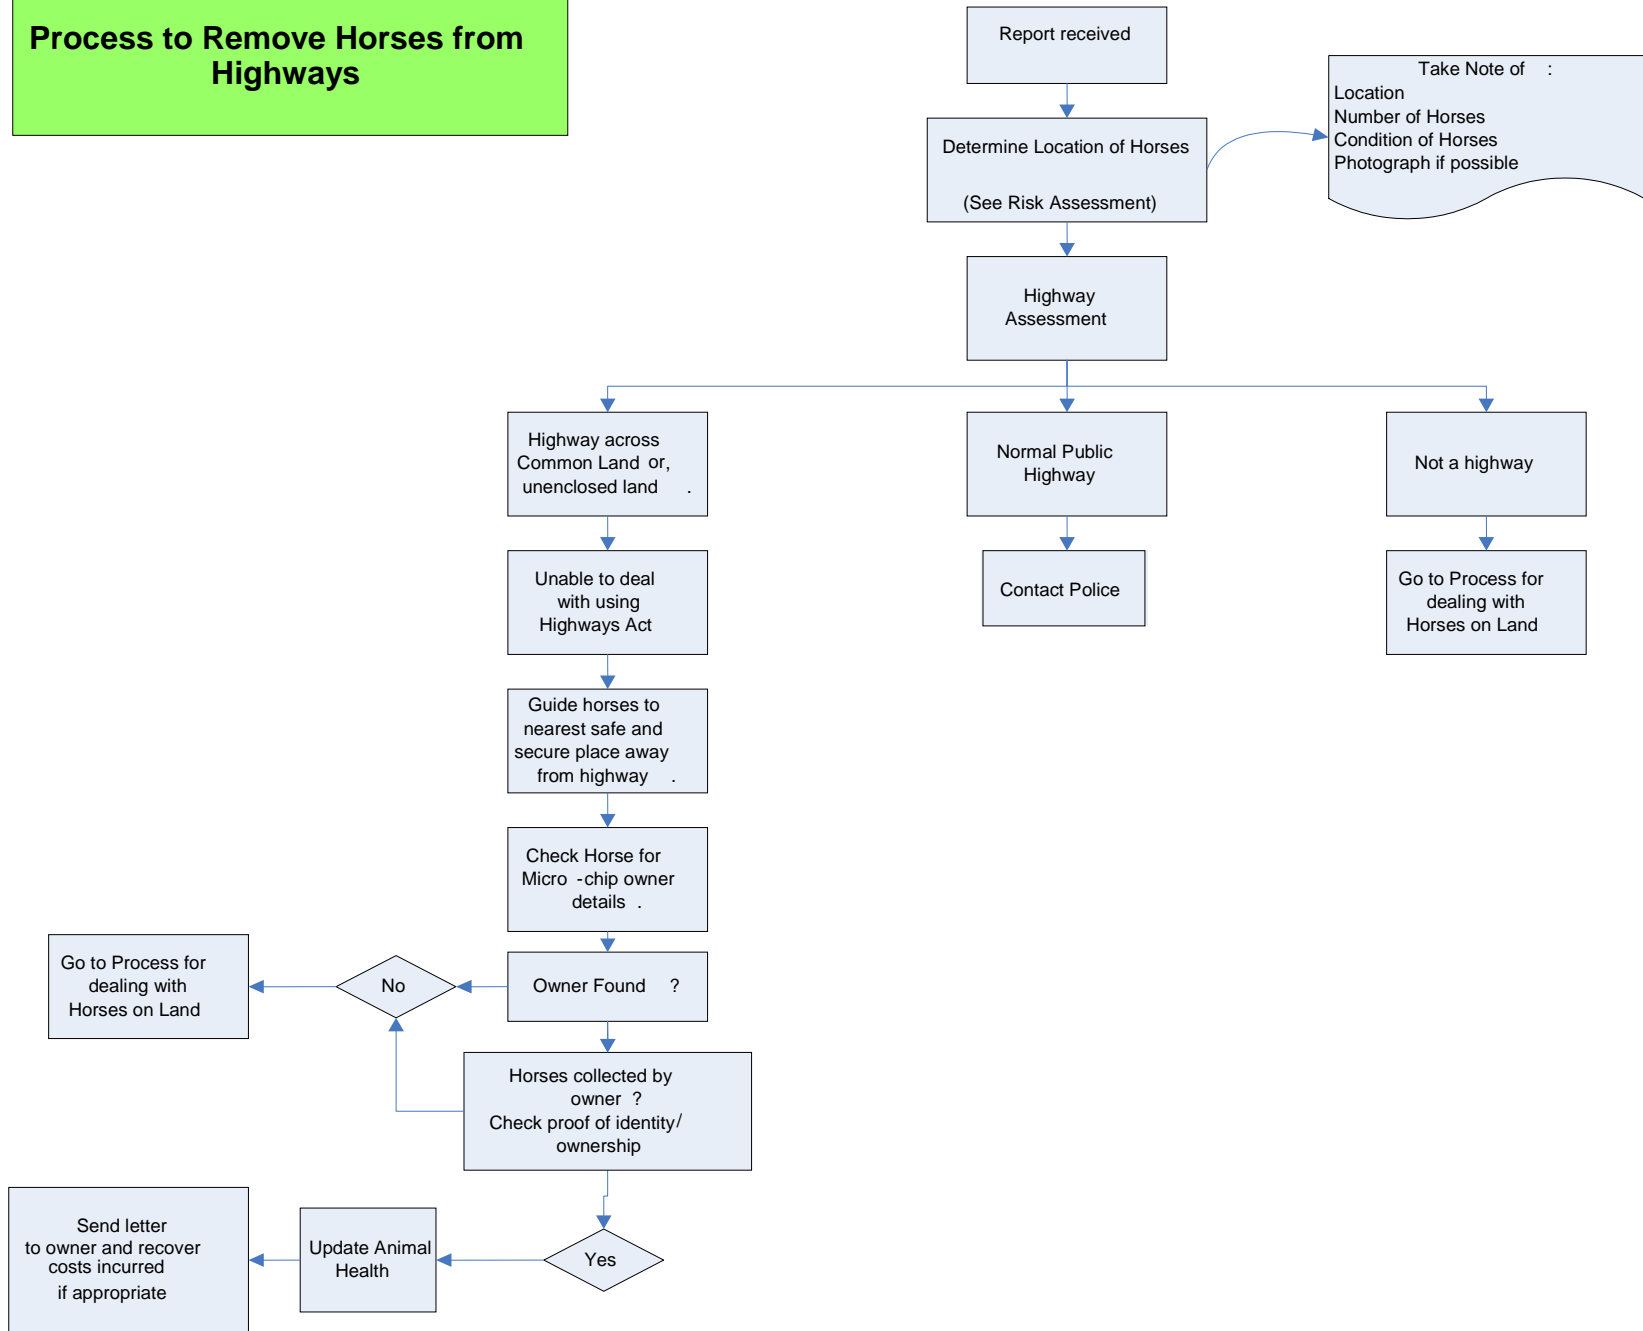 Process to Remove Horses from
Highways
Report received
Take Note of :
Location
Number of Horses
Condition of Horses
Photograph if possible
Determine Location of Horses
(See Risk Assessment)
Highway
Assessment
Highway across
Common Land or,
unenclosed land .
Normal Public
Highway
Not a highway
Unable to deal
with using
Highways Act
Contact Police
Go to Process for
dealing with
Horses on Land
Guide horses to
nearest safe and
secure place away
from highway .
Check Horse for
Micro -chip owner
details .
Go to Process for
dealing with
Horses on Land
No
Owner Found ?
Horses collected by
owner ?
Check proof of identity/
ownership
Send letter
to owner and recover
costs incurred
if appropriate
Update Animal
Health
Yes